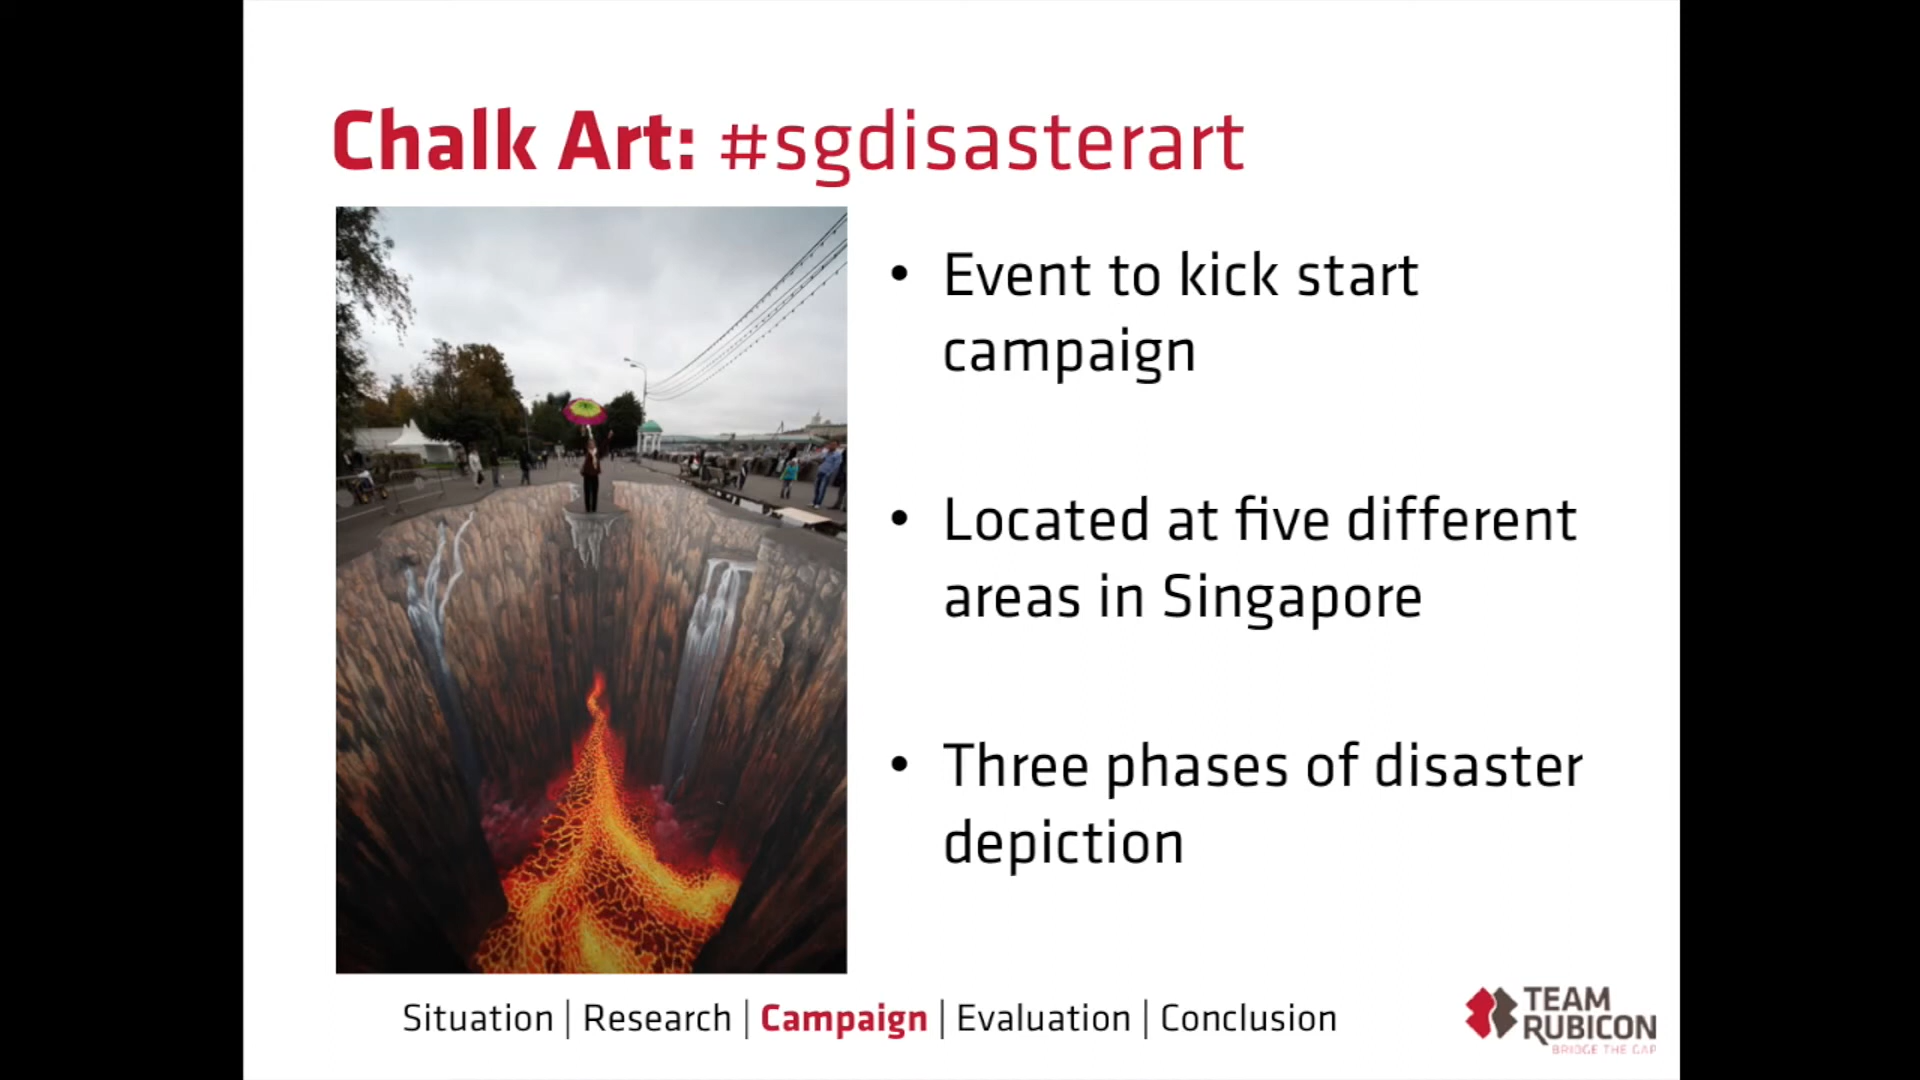 Chalk Art: #sgdisasterart
• Event to kick start
campaign
• Located at five different
areas in Singapore
• Three phases of disaster
depiction
Situation | Research | Campaign | Evaluation | Conclusion
TEAM
RUBICON
BRIDGE THE GAP